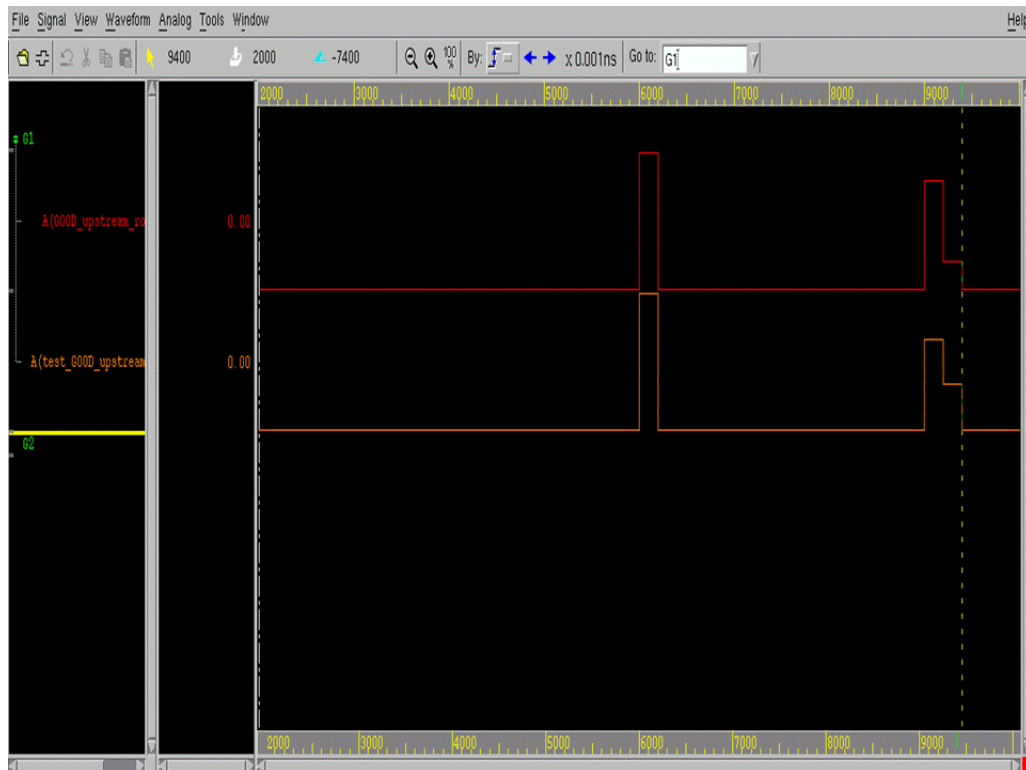 File Signal View Waveform Analog Tools Window Help
9400 2000 -7400 100 % By: x 0.001ns Go to: G1
2000 3000 4000 5000 6000 7000 8000 9000
G1
A(GOOD_upstream_ro 0.00
A(test_GOOD_upstream 0.00
G2
2000 3000 4000 5000 6000 7000 8000 9000